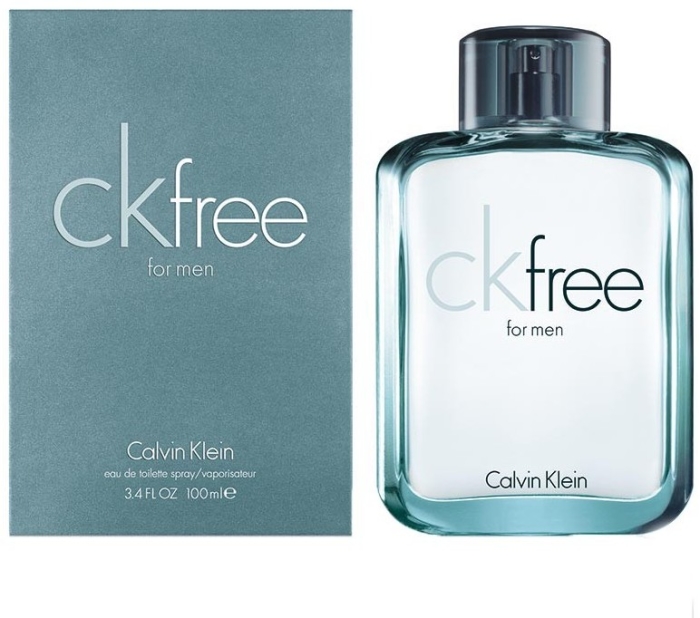 ckfree
for men
Calvin Klein
eau de toilette spray/vaporisateur
3.4 FL OZ 100ml℮
ckfree
for men
Calvin Klein